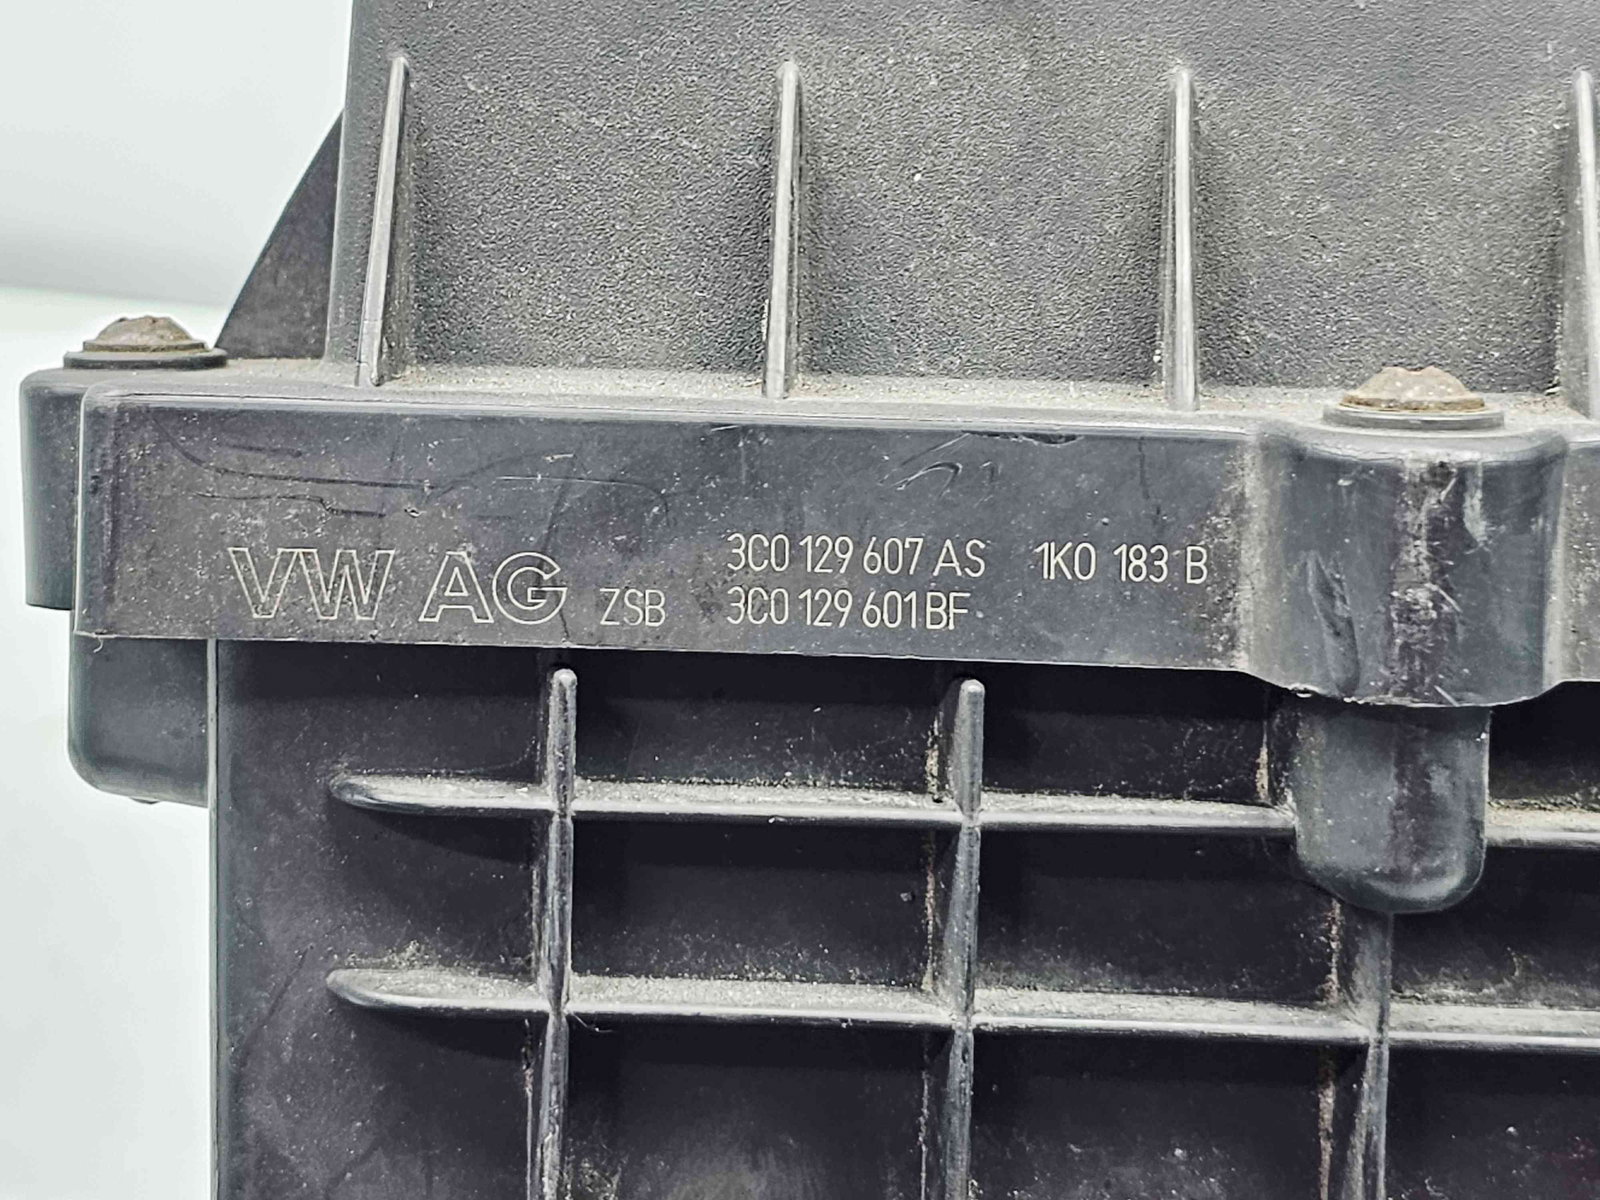 3C0 129 607 AS 1K0 183 B
VW AG ZSB 3C0 129 601 BF